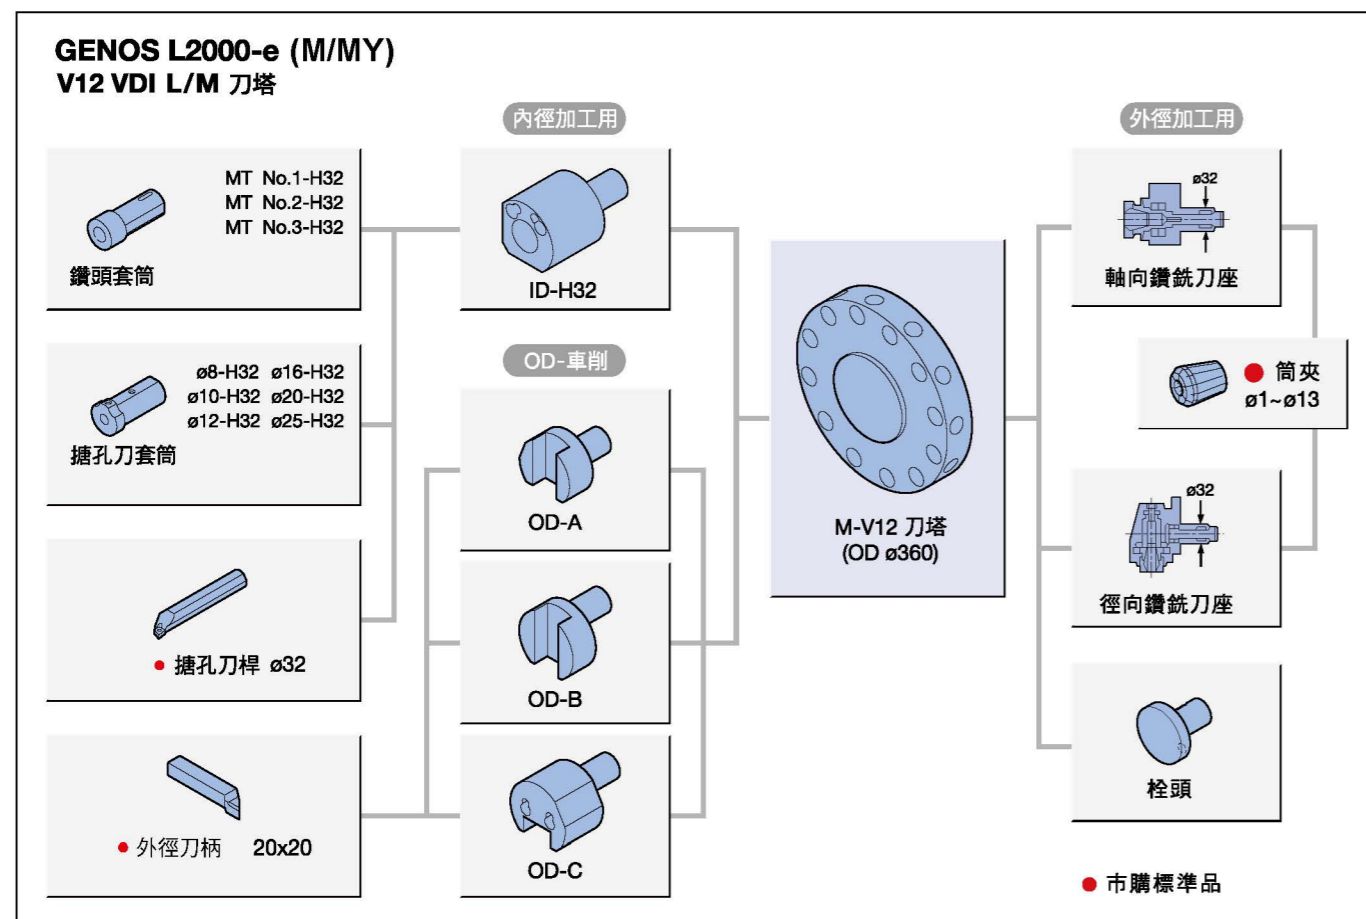 GENOS L2000-e (M/MY)
V12 VDI L/M 刀塔
內徑加工用
外徑加工用
MT No.1-H32
MT No.2-H32
MT No.3-H32
鑽頭套筒
ID-H32
ø32
軸向鑽銑刀座
OD-車削
ø8-H32 ø16-H32
ø10-H32 ø20-H32
ø12-H32 ø25-H32
搪孔刀套筒
筒夾
ø1~ø13
OD-A
M-V12 刀塔
(OD ø360)
ø32
徑向鑽銑刀座
搪孔刀桿 ø32
OD-B
栓頭
外徑刀柄 20x20
OD-C
市購標準品